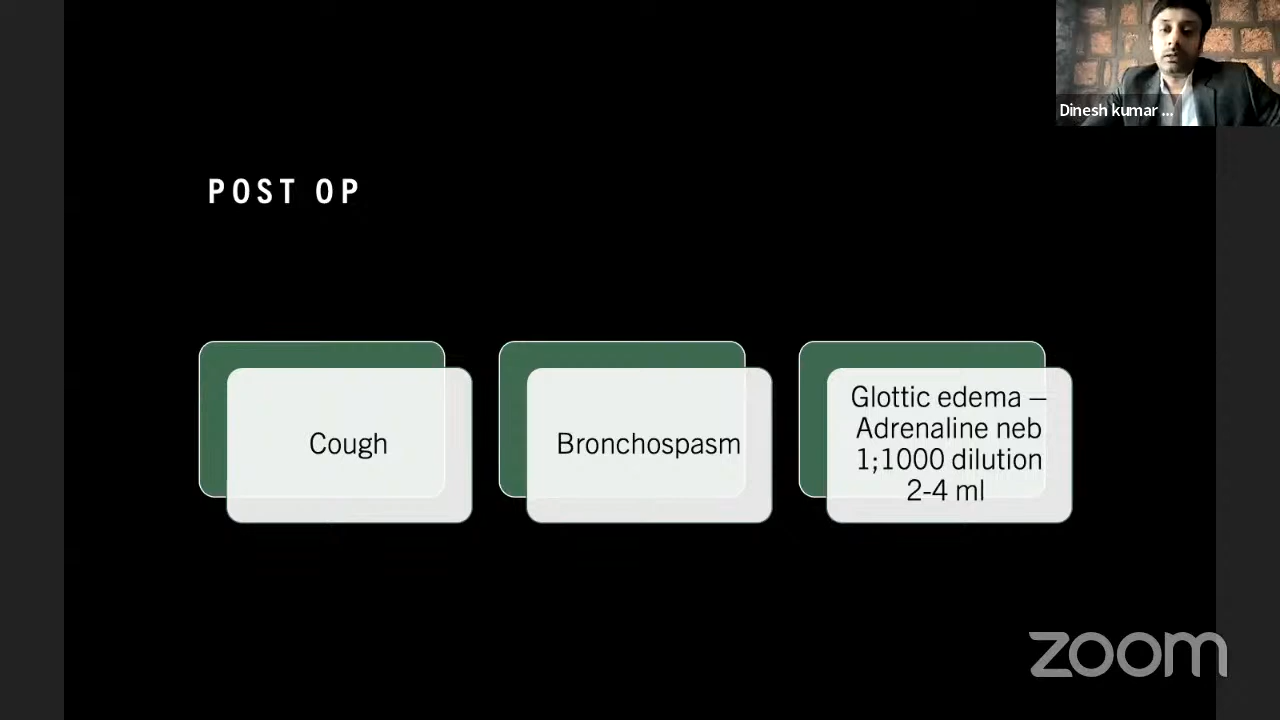 Dinesh kumar ...
POST OP
Cough
Bronchospasm
Glottic edema –
Adrenaline neb
1;1000 dilution
2-4 ml
zoom